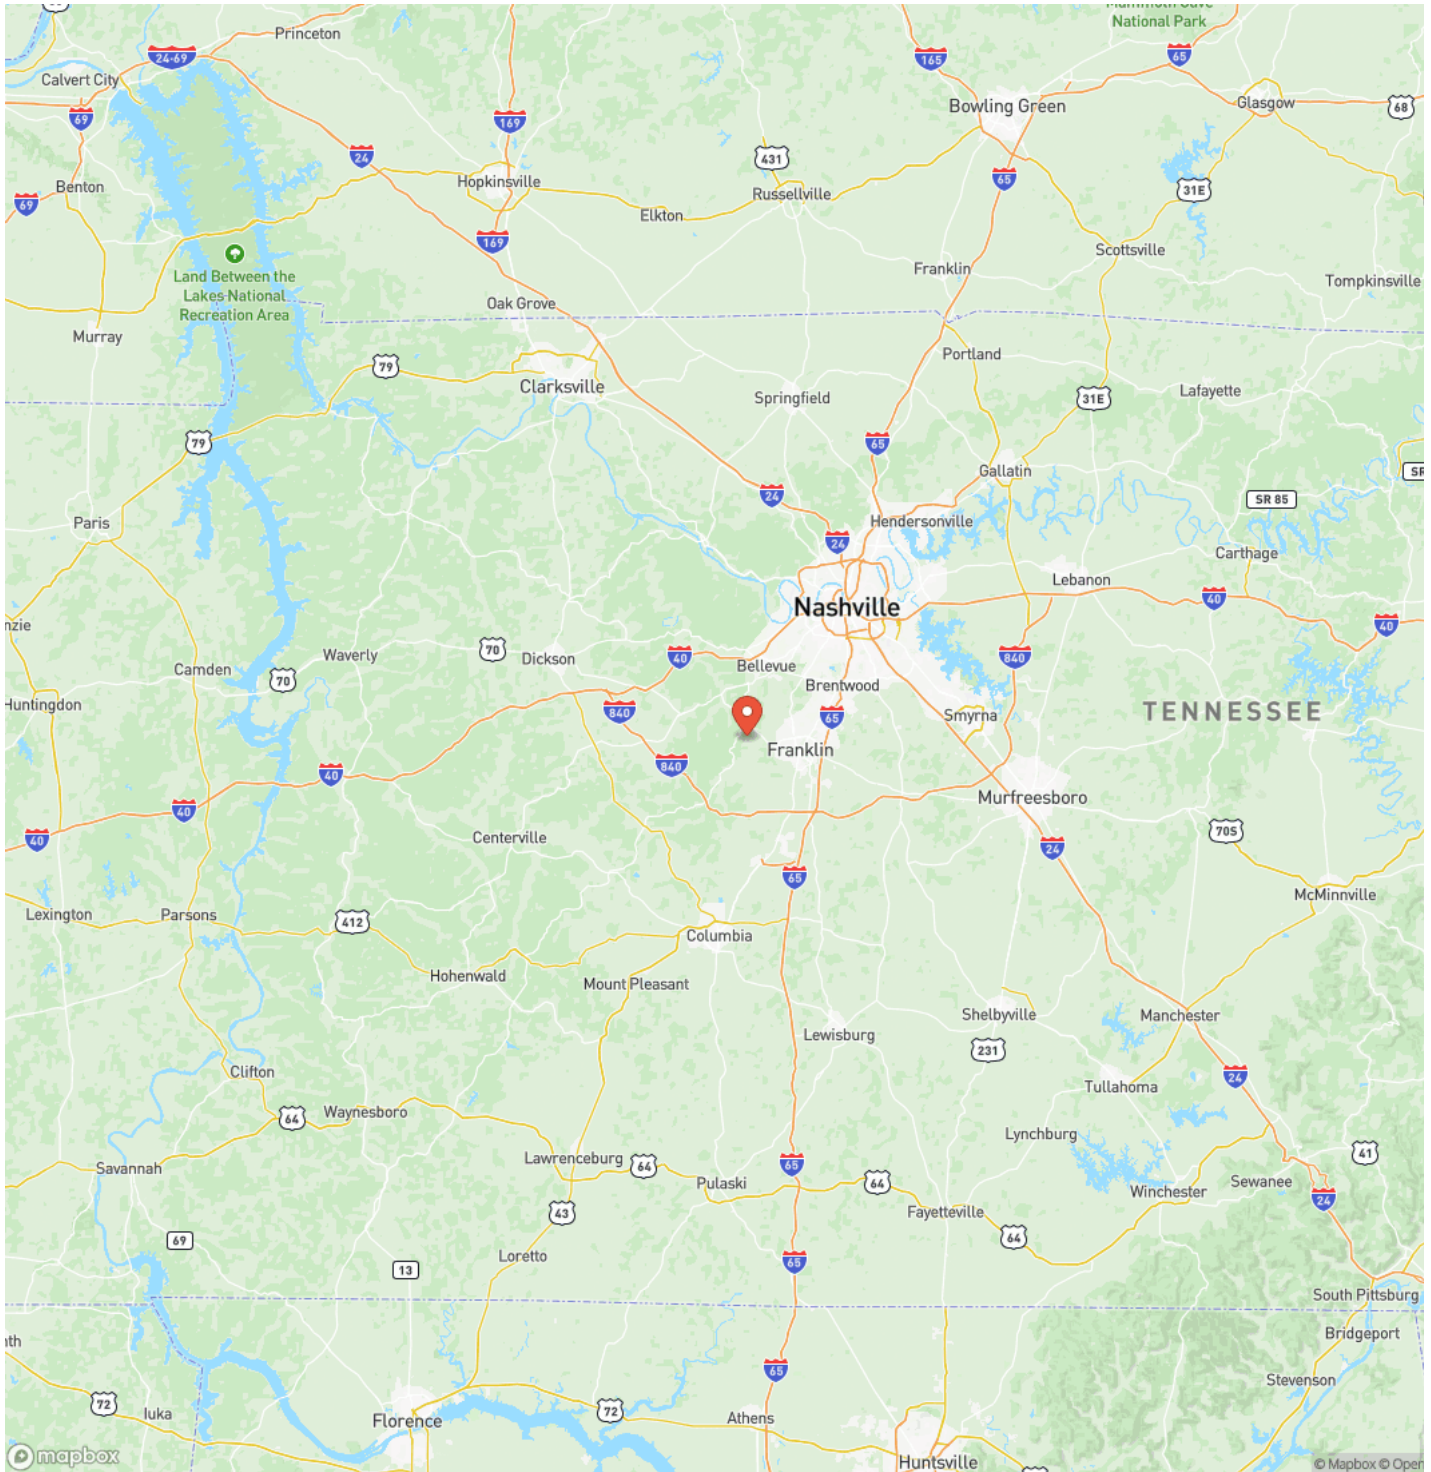 Mammoth Cave
National Park
Princeton
24-69
165
65
Calvert City
Bowling Green
Glasgow
68
69
169
24
431
Benton
Hopkinsville
Russellville
65
31E
69
Elkton
169
Scottsville
Land Between the
Lakes National
Recreation Area
Franklin
Tompkinsville
Oak Grove
Murray
79
Portland
Clarksville
Springfield
31E
Lafayette
79
65
Gallatin
SR
24
SR 85
Paris
Hendersonville
24
Carthage
Lebanon
40
Nashville
40
nzie
Waverly
70
Dickson
40
Bellevue
840
Camden
70
Brentwood
Huntingdon
840
65
Smyrna
TENNESSEE
Franklin
840
40
Murfreesboro
40
40
Centerville
70S
24
65
McMinnville
Lexington
Parsons
412
Columbia
Hohenwald
Mount Pleasant
Shelbyville
Manchester
Lewisburg
231
Clifton
24
Tullahoma
64
Waynesboro
Lynchburg
41
Lawrenceburg
64
65
Savannah
Pulaski
64
Winchester
Sewanee
24
43
Fayetteville
69
64
Loretto
65
13
South Pittsburg
nth
Bridgeport
65
Stevenson
72
Iuka
72
Florence
Athens
mapbox
Huntsville
© Mapbox © Open